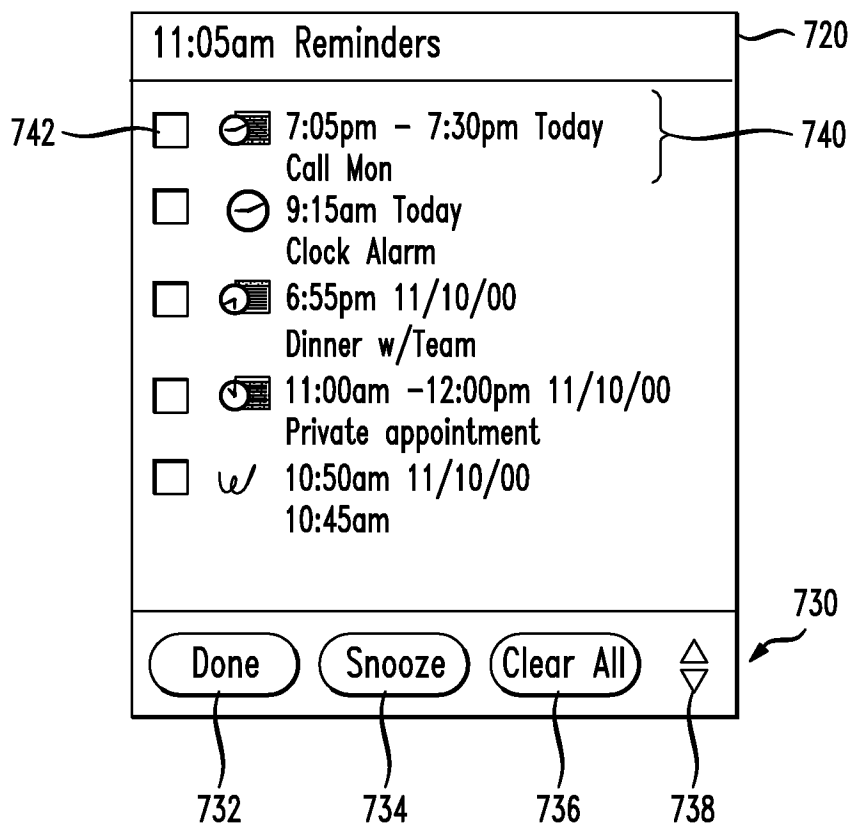 11:05am Reminders
720
742
7:05pm – 7:30pm Today
740
Call Mon
9:15am Today
Clock Alarm
6:55pm 11/10/00
Dinner w/Team
11:00am –12:00pm 11/10/00
Private appointment
10:50am 11/10/00
10:45am
730
Done
Snooze
Clear All
732
734
736
738